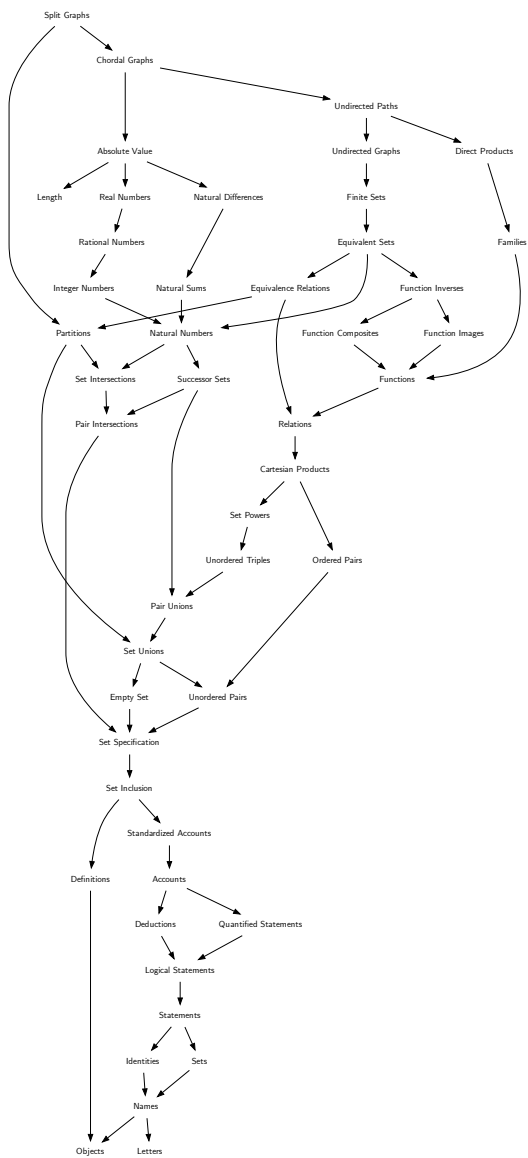 Split Graphs
Chordal Graphs
Undirected Paths
Absolute Value
Undirected Graphs
Direct Products
Length
Real Numbers
Natural Differences
Finite Sets
Rational Numbers
Equivalent Sets
Families
Integer Numbers
Natural Sums
Equivalence Relations
Function Inverses
Partitions
Natural Numbers
Function Composites
Function Images
Set Intersections
Successor Sets
Functions
Pair Intersections
Relations
Cartesian Products
Set Powers
Unordered Triples
Ordered Pairs
Pair Unions
Set Unions
Empty Set
Unordered Pairs
Set Specification
Set Inclusion
Standardized Accounts
Definitions
Accounts
Deductions
Quantified Statements
Logical Statements
Statements
Identities
Sets
Names
Objects
Letters